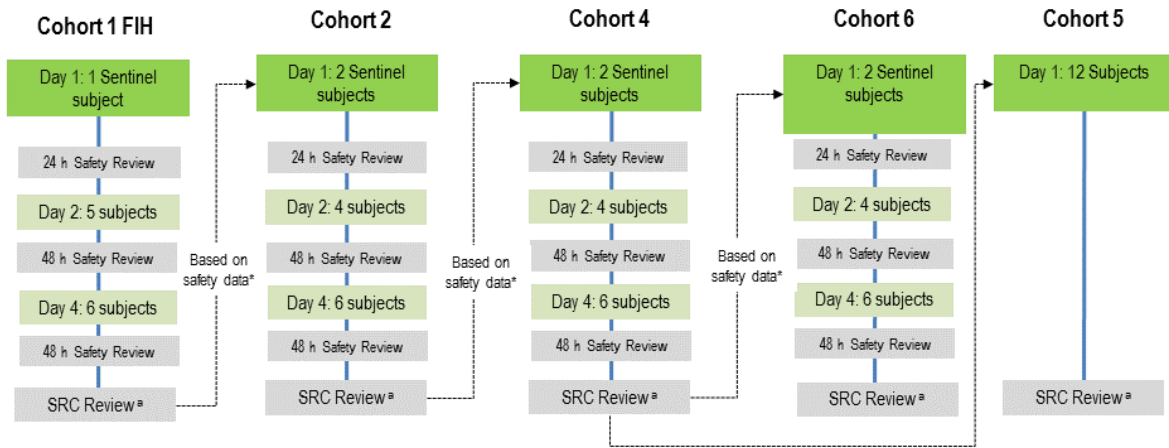 Cohort 1 FIH
Day 1: 1 Sentinel
subject
24 h Safety Review
Day 2: 5 subjects
48 h Safety Review
Day 4: 6 subjects
48 h Safety Review
SRC Review a
Based on
safety data*
Cohort 2
Day 1: 2 Sentinel
subjects
24 h Safety Review
Day 2: 4 subjects
48 h Safety Review
Day 4: 6 subjects
48 h Safety Review
SRC Review a
Based on
safety data*
Cohort 4
Day 1: 2 Sentinel
subjects
24 h Safety Review
Day 2: 4 subjects
48 h Safety Review
Day 4: 6 subjects
48 h Safety Review
SRC Review a
Based on
safety data*
Cohort 6
Day 1: 2 Sentinel
subjects
24 h Safety Review
Day 2: 4 subjects
48 h Safety Review
Day 4: 6 subjects
48 h Safety Review
SRC Review a
Cohort 5
Day 1: 12 Subjects
SRC Review a